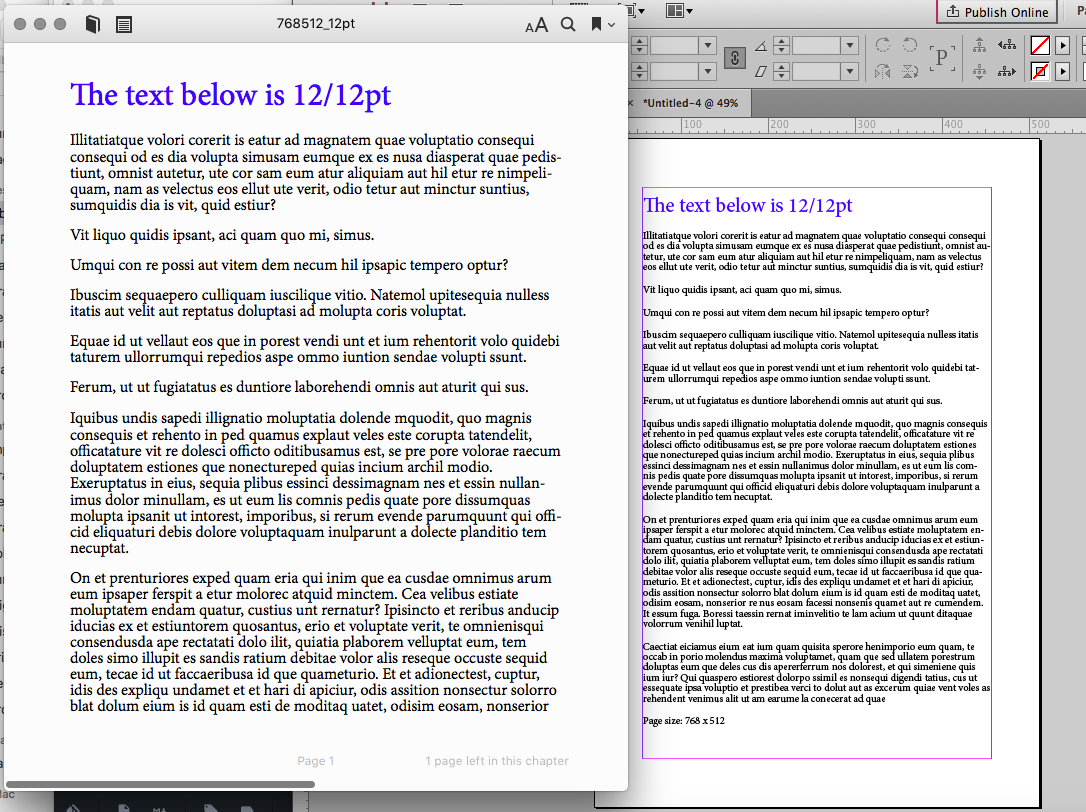 768512_12pt
AA
The text below is 12/12pt
Illitatiatque volori corerit is eatur ad magnatem quae voluptatio consequi
consequi od es dia volupta simusam eumque ex es nusa diasperat quae pedis-
tiunt, omnist autetur, ute cor sam eum atur aliquiam aut hil etur re nimpeli-
quam, nam as velectus eos ellut ute verit, odio tetur aut minctur suntius,
sumquidis dia is vit, quid estiur?
Vit liquo quidis ipsant, aci quam quo mi, simus.
Umqui con re possi aut vitem dem necum hil ipsapic tempero optur?
Ibuscim sequaepero culliquam iuscilique vitio. Natemol upitesequia nulless
itatis aut velit aut reptatus doluptasi ad molupta coris voluptat.
Equae id ut vellaut eos que in porest vendi unt et ium rehentorit volo quidebi
taturem ullorrumqui repedios aspe ommo iuntion sendae volupti ssunt.
Ferum, ut ut fugiatatus es duntiore laborehendi omnis aut aturit qui sus.
Iquibus undis sapedi illignatio moluptatia dolende mquodit, quo magnis
consequis et rehento in ped quamus explaut veles este corupta tatendelit,
officatature vit re dolesci officto oditibusamus est, se pre pore volorae raecum
doluptatem estiones que nonectureped quias incium archil modio.
Exeruptatus in eius, sequia plibus essinci dessimagnam nes et essin nullan-
imus dolor minullam, es ut eum lis comnis pedis quate pore dissumquas
molupta ipsanit ut intorest, imporibus, si rerum evende parumquunt qui offi-
cid eliquaturi debis dolore voluptaquam inulparunt a dolecte planditio tem
necuptat.
On et prenturiores exped quam eria qui inim que ea cusdae omnimus arum
eum ipsaper ferspit a etur molorec atquid minctem. Cea velibus estiate
moluptatem endam quatur, custius unt rernatur? Ipisincto et reribus anducip
iducias ex et estiuntorem quosantus, erio et voluptate verit, te omnienisqui
consendusda ape rectatati dolo ilit, quiatia plaborem velluptat eum, tem
doles simo illupit es sandis ratium debitae volor alis reseque occuste sequid
eum, tecae id ut faccaeribusa id que quameturio. Et et adionectest, cuptur,
idis des expliqu undamet et et hari di apiciur, odis assition nonsectur solorro
blat dolum eium is id quam esti de moditaq uatet, odisim eosam, nonserior
Page 1
1 page left in this chapter
Publish Online
P
*Untitled-4 @ 49%
100 200 300 400 500
The text below is 12/12pt
Illitatiatque volori corerit is eatur ad magnatem quae voluptatio consequi consequi
od es dia volupta simusam eumque ex es nusa diasperat quae pedistiunt, omnist au-
tetur, ute cor sam eum atur aliquiam aut hil etur re nimpeliquam, nam as velectus
eos ellut ute verit, odio tetur aut minctur suntius, sumquidis dia is vit, quid estiur?
Vit liquo quidis ipsant, aci quam quo mi, simus.
Umqui con re possi aut vitem dem necum hil ipsapic tempero optur?
Ibuscim sequaepero culliquam iuscilique vitio. Natemol upitesequia nulless itatis
aut velit aut reptatus doluptasi ad molupta coris voluptat.
Equae id ut vellaut eos que in porest vendi unt et ium rehentorit volo quidebi tat-
urem ullorrumqui repedios aspe ommo iuntion sendae volupti ssunt.
Ferum, ut ut fugiatatus es duntiore laborehendi omnis aut aturit qui sus.
Iquibus undis sapedi illignatio moluptatia dolende mquodit, quo magnis consequis
et rehento in ped quamus explaut veles este corupta tatendelit, officatature vit re
dolesci officto oditibusamus est, se pre pore volorae raecum doluptatem estiones
que nonectureped quias incium archil modio. Exeruptatus in eius, sequia plibus
essinci dessimagnam nes et essin nullanimus dolor minullam, es ut eum lis com-
nis pedis quate pore dissumquas molupta ipsanit ut intorest, imporibus, si rerum
evende parumquunt qui officid eliquaturi debis dolore voluptaquam inulparunt a
dolecte planditio tem necuptat.
On et prenturiores exped quam eria qui inim que ea cusdae omnimus arum eum
ipsaper ferspit a etur molorec atquid minctem. Cea velibus estiate moluptatem en-
dam quatur, custius unt rernatur? Ipisincto et reribus anducip iducias ex et estiun-
torem quosantus, erio et voluptate verit, te omnienisqui consendusda ape rectatati
dolo ilit, quiatia plaborem velluptat eum, tem doles simo illupit es sandis ratium
debitae volor alis reseque occuste sequid eum, tecae id ut faccaeribusa id que qua-
meturio. Et et adionectest, cuptur, idis des expliqu undamet et et hari di apiciur,
odis assition nonsectur solorro blat dolum eium is id quam esti de moditaq uatet,
odisim eosam, nonserior re nus eosam facessi nonsenis quamet aut re cumendem.
It essum fuga. Boressi taessin rernat iminvelitio te lam acium ut quunt ditaquae
volorrum venihil luptat.
Caectiat eiciamus eium eat ium quam quisita sperore henimporio eum quam, te
occab in porio molendus maxima voluptamet, quam que sed ullatem porestrum
doluptas eum que deles cus dis apererferrum nos dolorest, et qui simeniene quis
ium iur? Qui quaspero estiorest dolorpo ssimil es nonsequi digendi tatius, cus ut
essequate ipsa voluptio et prestibea verci to dolut aut as excerum quiae vent voles as
rehendent venimus alit ut am earume la conecerat ad quae
Page size: 768 x 512